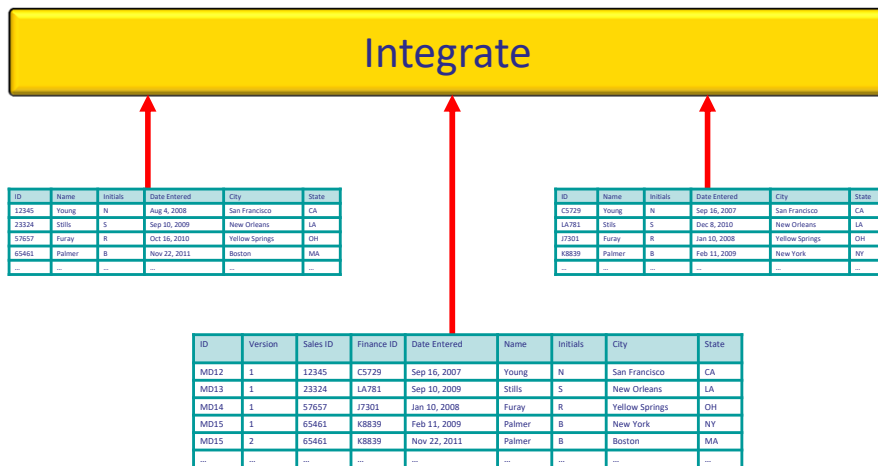 Integrate
ID Name Initials Date Entered City State
12345 Young N Aug 4, 2008 San Francisco CA
23324 Stills S Sep 10, 2009 New Orleans LA
57657 Furay R Oct 16, 2010 Yellow Springs OH
65461 Palmer B Nov 22, 2011 Boston MA
... ... ... ... ... ...
ID Name Initials Date Entered City State
C5729 Young N Sep 16, 2007 San Francisco CA
LA781 Stils S Dec 8, 2010 New Orleans LA
J7301 Furay R Jan 10, 2008 Yellow Springs OH
K8839 Palmer B Feb 11, 2009 New York NY
... ... ... ... ... ...
ID Version Sales ID Finance ID Date Entered Name Initials City State
MD12 1 12345 C5729 Sep 16, 2007 Young N San Francisco CA
MD13 1 23324 LA781 Sep 10, 2009 Stills S New Orleans LA
MD14 1 57657 J7301 Jan 10, 2008 Furay R Yellow Springs OH
MD15 1 65461 K8839 Feb 11, 2009 Palmer B New York NY
MD15 2 65461 K8839 Nov 22, 2011 Palmer B Boston MA
... ... ... ... ... ... ... ... ...